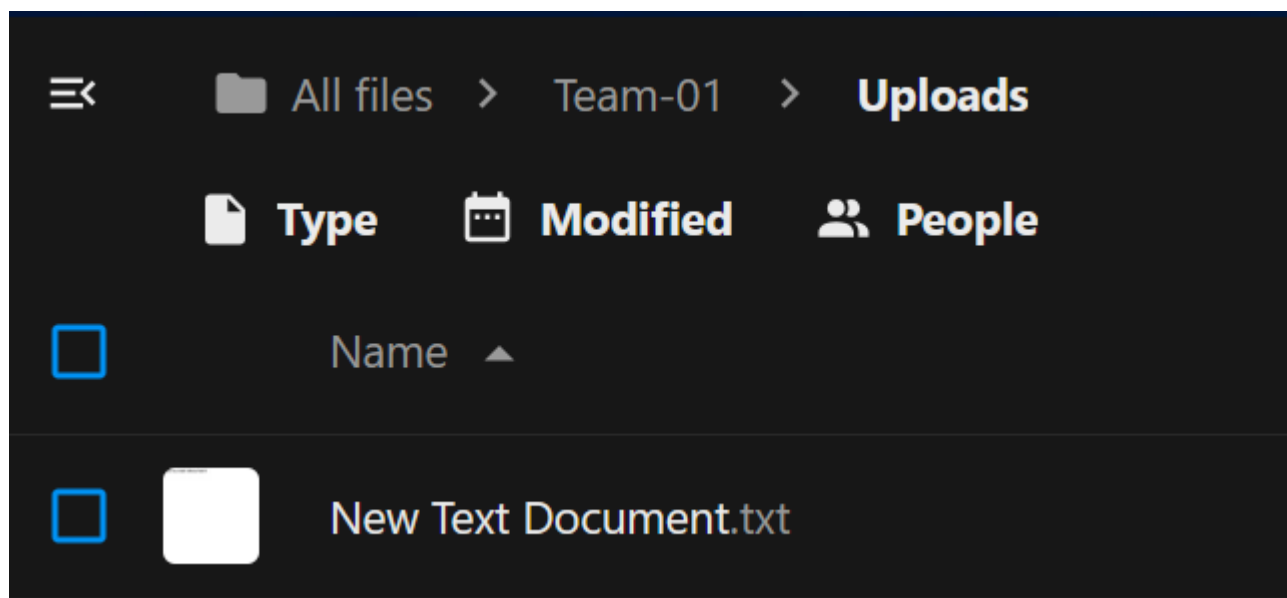 All files > Team-01 > Uploads
Type Modified People
Name
New Text Document.txt